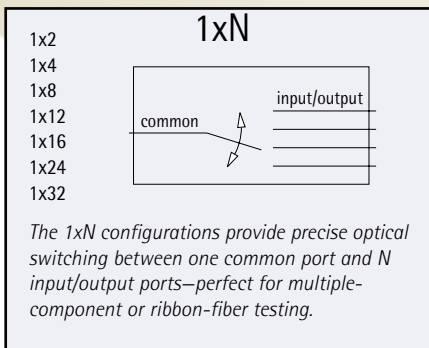 1xN
1x2
1x4
1x8
1x12
1x16
1x24
1x32
common
input/output
The 1xN configurations provide precise optical
switching between one common port and N
input/output ports—perfect for multiple-
component or ribbon-fiber testing.